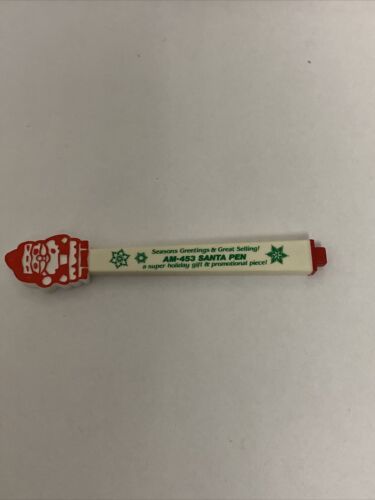 Seasons Greetings & Great Selling!
AM-453 SANTA PEN
a super holiday gift & promotional piece!